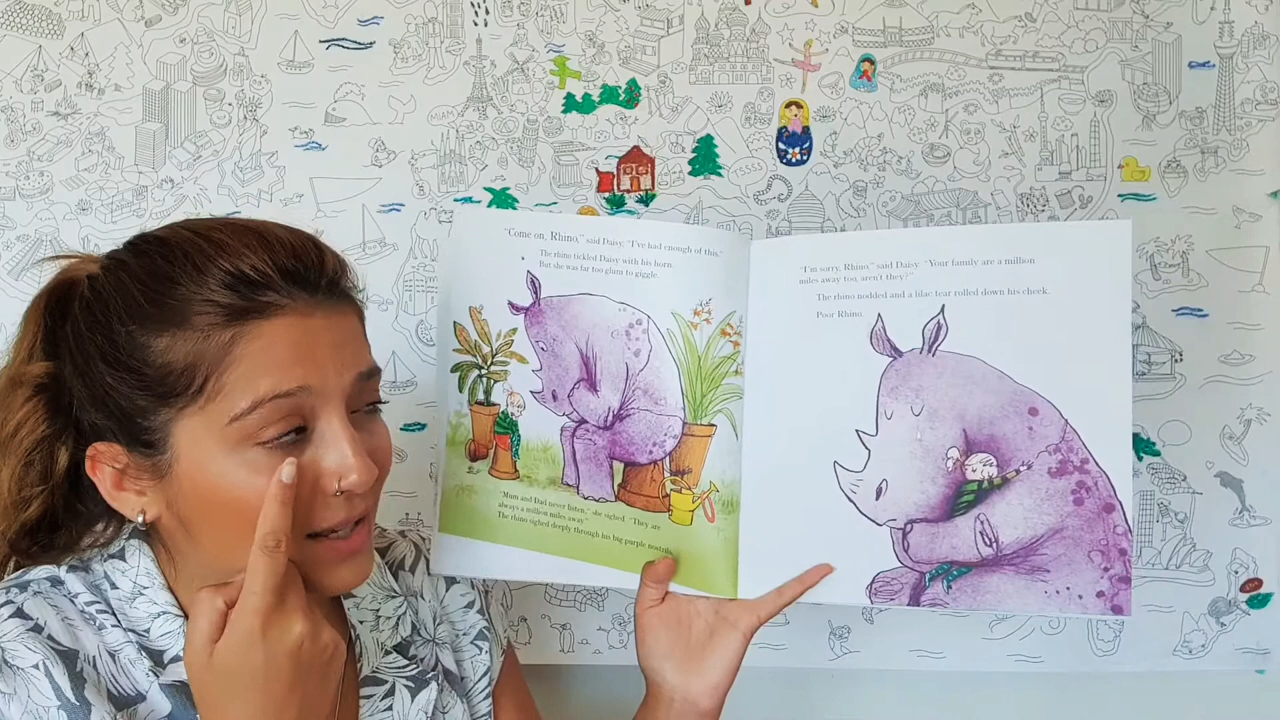 MIAMI
SSSS
"Come on, Rhino," said Daisy. "I've had enough of this."
The rhino tickled Daisy with his horn.
But she was far too glum to giggle.
"Mum and Dad never listen," she sighed. "They are
always a million miles away."
The rhino sighed deeply through his big purple nostrils.
"I'm sorry, Rhino," said Daisy. "Your family are a million
miles away too, aren't they?"
The rhino nodded and a lilac tear rolled down his cheek.
Poor Rhino.